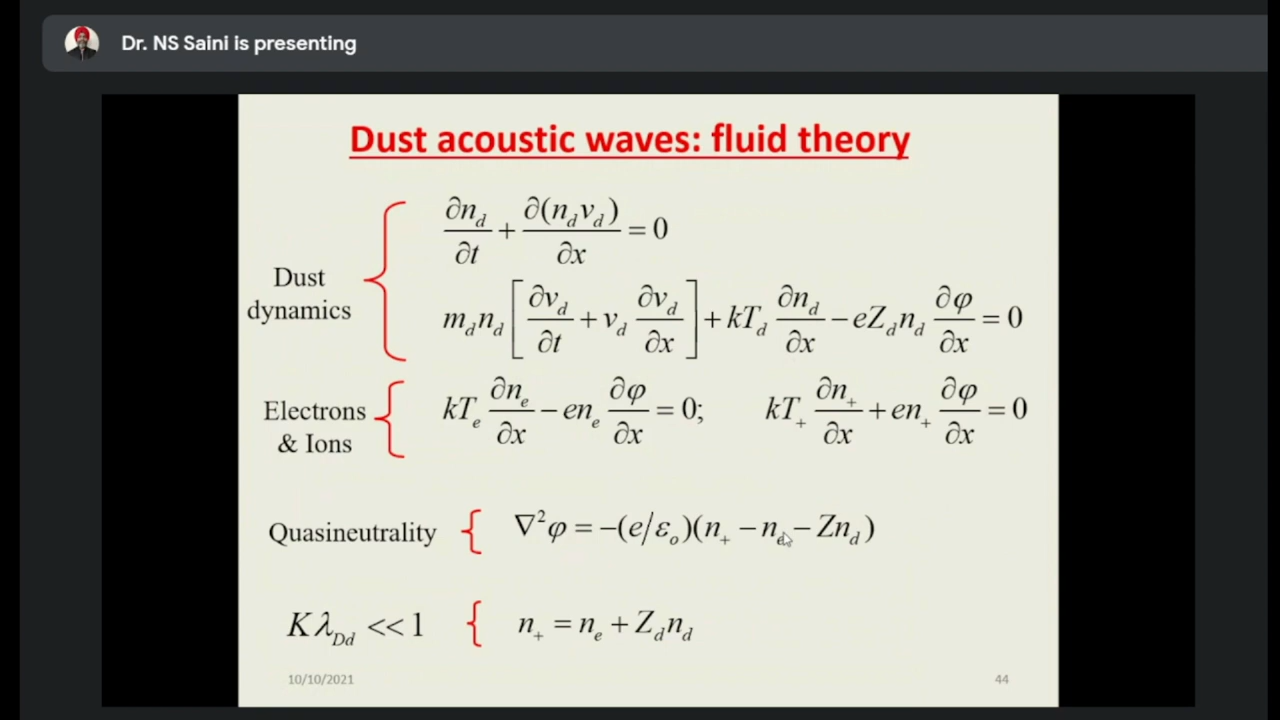 Dr. NS Saini is presenting
Dust acoustic waves: fluid theory
∂n_d/∂t + ∂(n_d v_d)/∂x = 0
Dust
dynamics
m_d n_d [∂v_d/∂t + v_d ∂v_d/∂x] + kT_d ∂n_d/∂x − eZ_d n_d ∂φ/∂x = 0
Electrons
& Ions
kT_e ∂n_e/∂x − en_e ∂φ/∂x = 0; kT_+ ∂n_+/∂x + en_+ ∂φ/∂x = 0
Quasineutrality { ∇²φ = −(e/ε_o)(n_+ − n_e − Zn_d)
Kλ_Dd << 1 { n_+ = n_e + Z_d n_d
10/10/2021 44